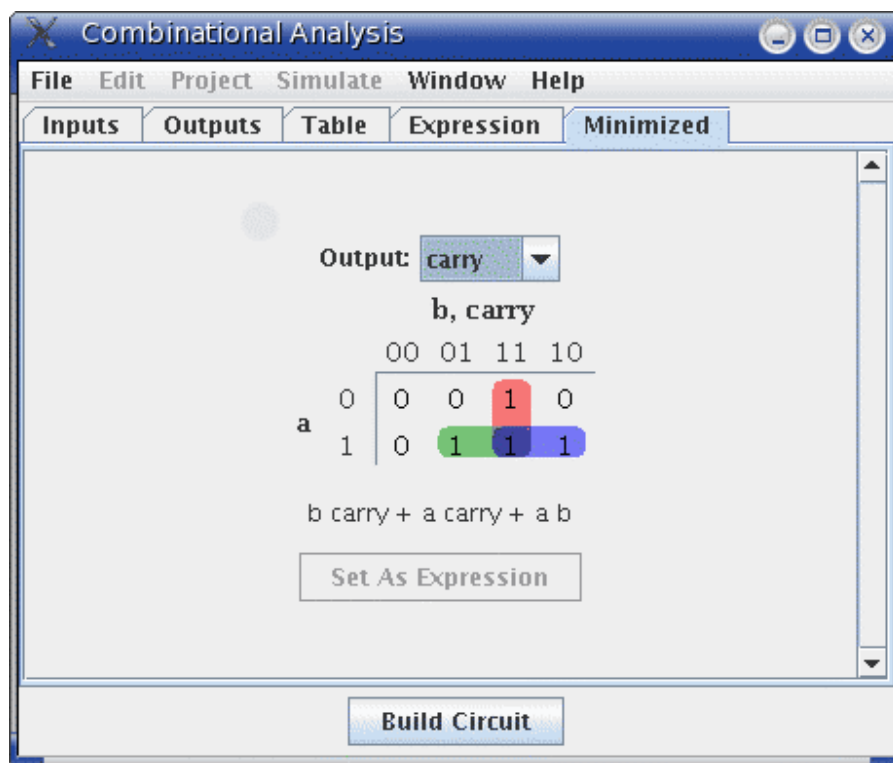 Combinational Analysis
File Edit Project Simulate Window Help
Inputs Outputs Table Expression Minimized
Output: carry
b, carry
00 01 11 10
0 0 0 1 0
a
1 0 1 1 1
b carry + a carry + a b
Set As Expression
Build Circuit